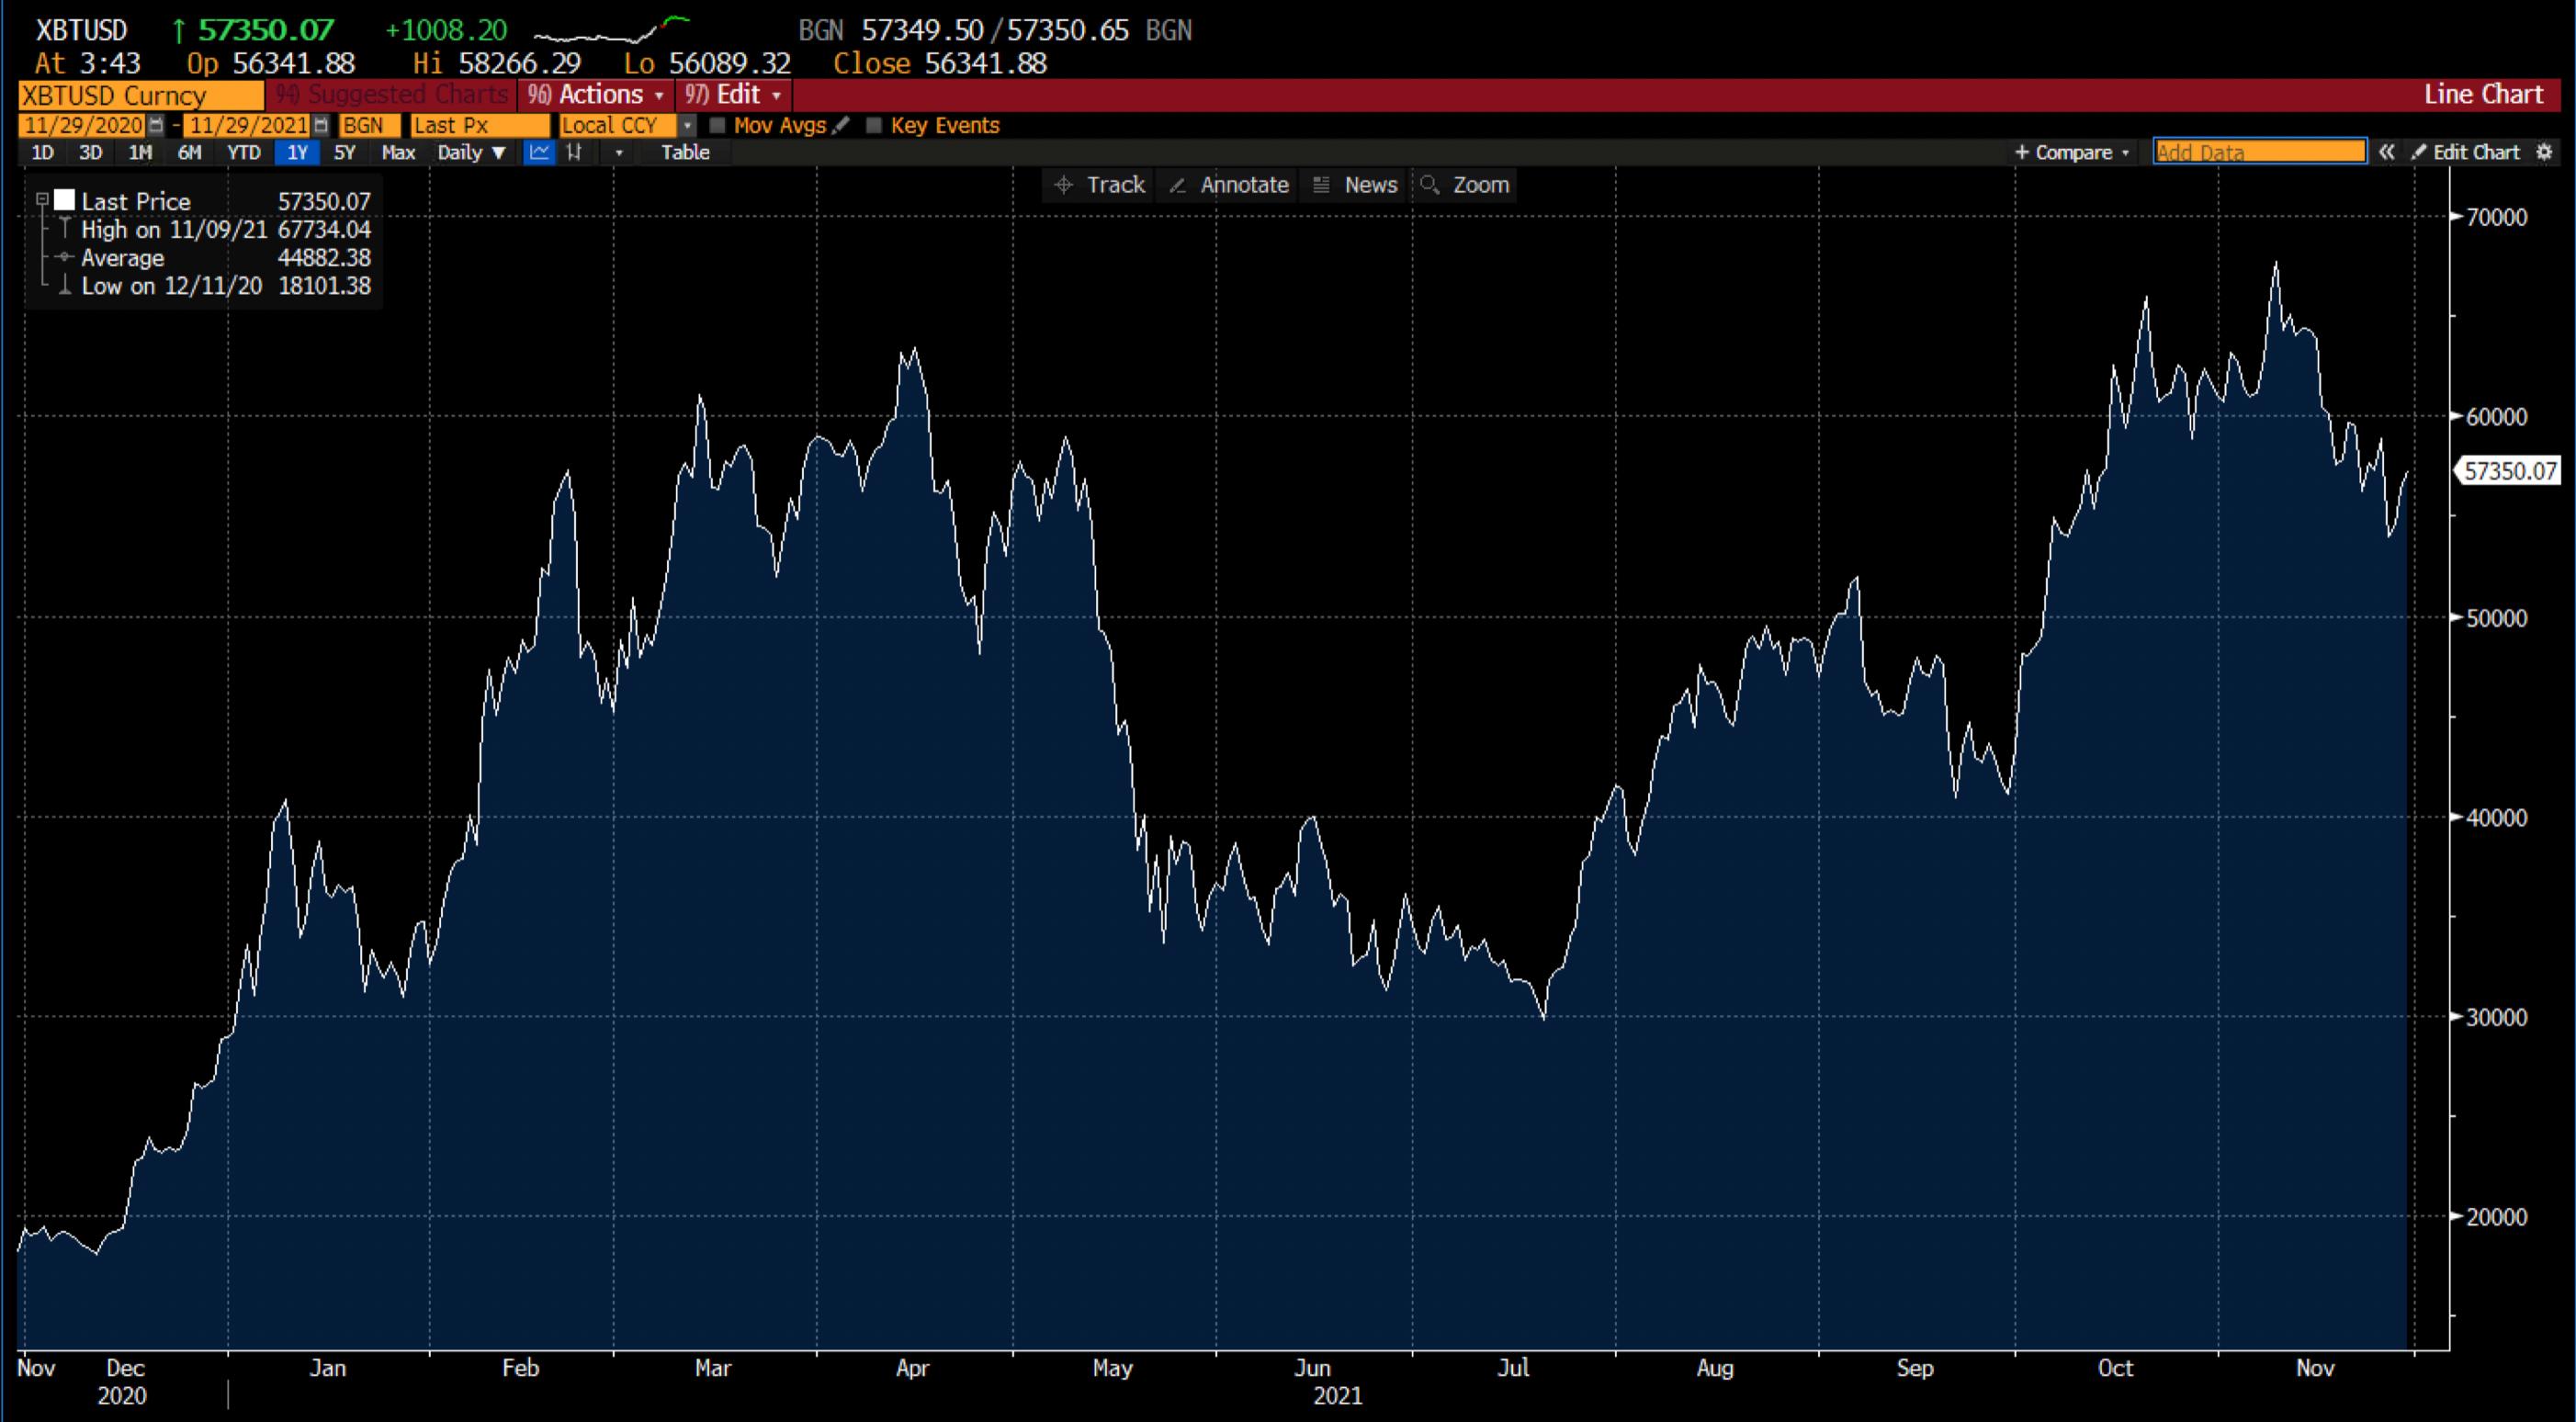 XBTUSD ↑ 57350.07 +1008.20 BGN 57349.50/57350.65 BGN
At 3:43 Op 56341.88 Hi 58266.29 Lo 56089.32 Close 56341.88
XBTUSD Curncy 94) Suggested Charts 96) Actions 97) Edit Line Chart
11/29/2020 - 11/29/2021 BGN Last Px Local CCY Mov Avgs Key Events
1D 3D 1M 6M YTD 1Y 5Y Max Daily ▼ Table + Compare Add Data « Edit Chart
Track Annotate News Zoom
Last Price 57350.07
High on 11/09/21 67734.04
Average 44882.38
Low on 12/11/20 18101.38
70000
60000
57350.07
50000
40000
30000
20000
Nov Dec Jan Feb Mar Apr May Jun Jul Aug Sep Oct Nov
2020 2021